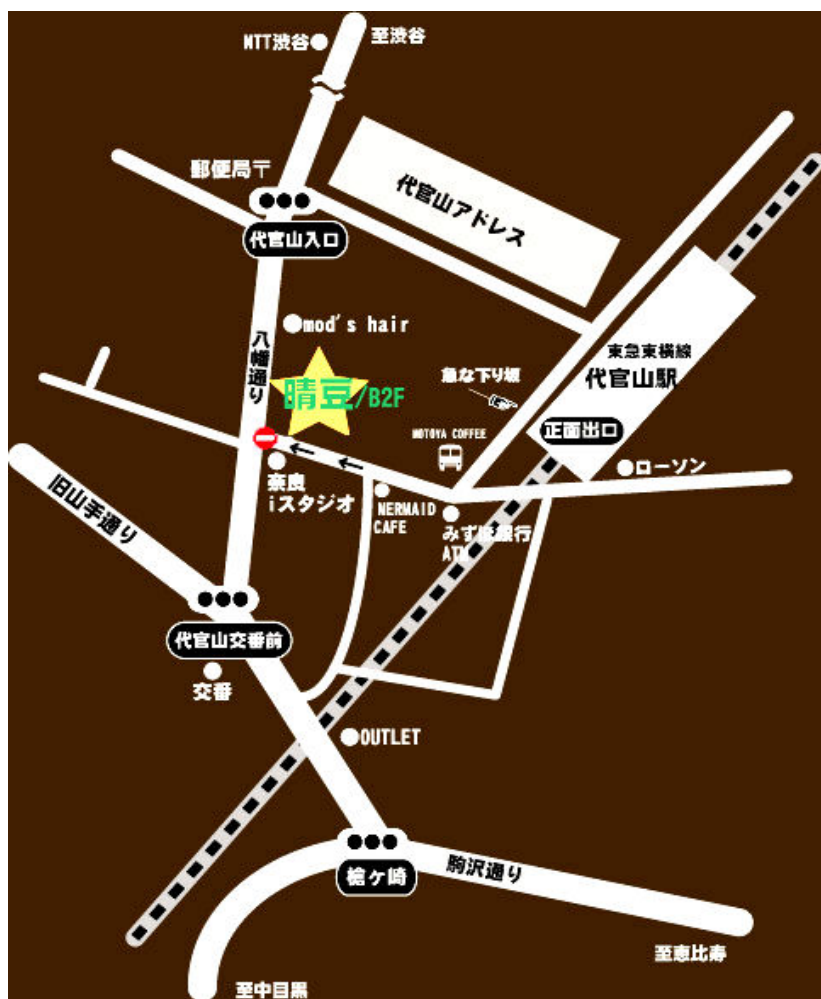 NTT渋谷
至渋谷
郵便局〒
代官山アドレス
代官山入口
mod's hair
八幡通り
東急東横線
代官山駅
急な下り坂
晴豆/B2F
正面出口
MOTOYA COFFEE
ローソン
奈良
iスタジオ
NERMAID
CAFE
みずほ銀行
ATM
旧山手通り
代官山交番前
交番
OUTLET
槍ヶ崎
駒沢通り
至恵比寿
至中目黒